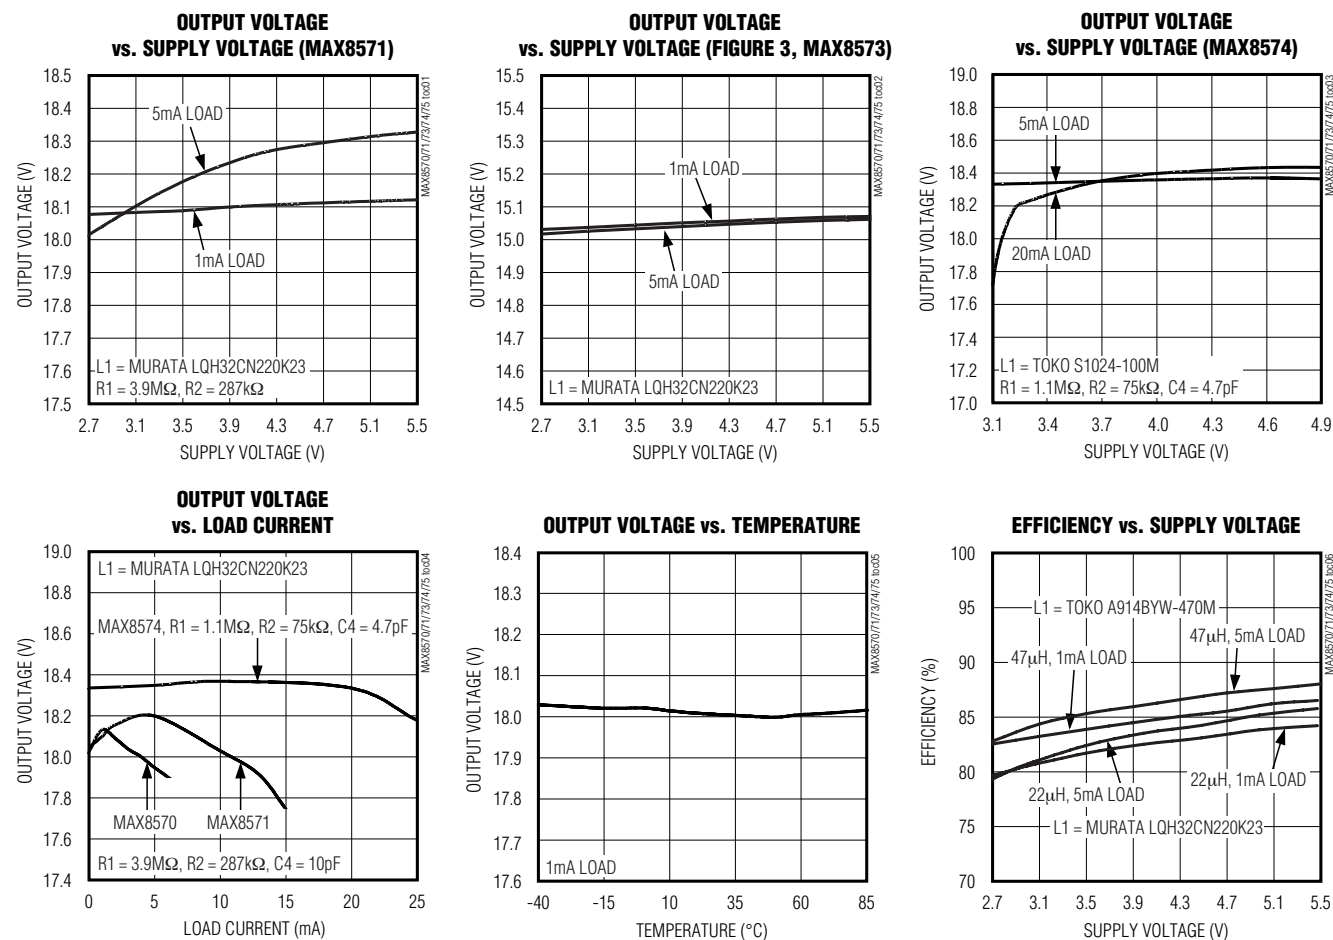 OUTPUT VOLTAGE
vs. SUPPLY VOLTAGE (MAX8571)
18.5
18.4
18.3
18.2
18.1
18.0
17.9
17.8
17.7
17.6
17.5
OUTPUT VOLTAGE (V)
5mA LOAD
1mA LOAD
L1 = MURATA LQH32CN220K23
R1 = 3.9MΩ, R2 = 287kΩ
MAX8570/71/73/74/75 toc01
2.7 3.1 3.5 3.9 4.3 4.7 5.1 5.5
SUPPLY VOLTAGE (V)
OUTPUT VOLTAGE
vs. SUPPLY VOLTAGE (FIGURE 3, MAX8573)
15.5
15.4
15.3
15.2
15.1
15.0
14.9
14.8
14.7
14.6
14.5
OUTPUT VOLTAGE (V)
1mA LOAD
5mA LOAD
L1 = MURATA LQH32CN220K23
MAX8570/71/73/74/75 toc02
2.7 3.1 3.5 3.9 4.3 4.7 5.1 5.5
SUPPLY VOLTAGE (V)
OUTPUT VOLTAGE
vs. SUPPLY VOLTAGE (MAX8574)
19.0
18.8
18.6
18.4
18.2
18.0
17.8
17.6
17.4
17.2
17.0
OUTPUT VOLTAGE (V)
5mA LOAD
20mA LOAD
L1 = TOKO S1024-100M
R1 = 1.1MΩ, R2 = 75kΩ, C4 = 4.7pF
MAX8570/71/73/74/75 toc03
3.1 3.4 3.7 4.0 4.3 4.6 4.9
SUPPLY VOLTAGE (V)
OUTPUT VOLTAGE
vs. LOAD CURRENT
19.0
18.8
18.6
18.4
18.2
18.0
17.8
17.6
17.4
OUTPUT VOLTAGE (V)
L1 = MURATA LQH32CN220K23
MAX8574, R1 = 1.1MΩ, R2 = 75kΩ, C4 = 4.7pF
MAX8570 MAX8571
R1 = 3.9MΩ, R2 = 287kΩ, C4 = 10pF
MAX8570/71/73/74/75 toc04
0 5 10 15 20 25
LOAD CURRENT (mA)
OUTPUT VOLTAGE vs. TEMPERATURE
18.4
18.3
18.2
18.1
18.0
17.9
17.8
17.7
17.6
OUTPUT VOLTAGE (V)
1mA LOAD
MAX8570/71/73/74/75 toc05
-40 -15 10 35 60 85
TEMPERATURE (°C)
EFFICIENCY vs. SUPPLY VOLTAGE
100
95
90
85
80
75
70
EFFICIENCY (%)
L1 = TOKO A914BYW-470M
47μH, 5mA LOAD
47μH, 1mA LOAD
22μH, 1mA LOAD
22μH, 5mA LOAD
L1 = MURATA LQH32CN220K23
MAX8570/71/73/74/75 toc06
2.7 3.1 3.5 3.9 4.3 4.7 5.1 5.5
SUPPLY VOLTAGE (V)